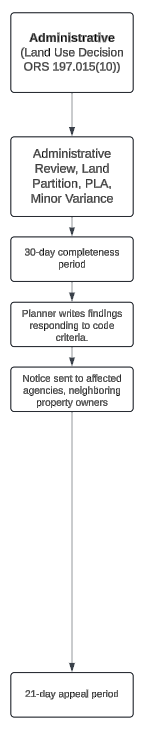 Administrative
(Land Use Decision
ORS 197.015(10))
Administrative
Review, Land
Partition, PLA,
Minor Variance
30-day completeness
period
Planner writes findings
responding to code
criteria.
Notice sent to affected
agencies, neighboring
property owners
21-day appeal period